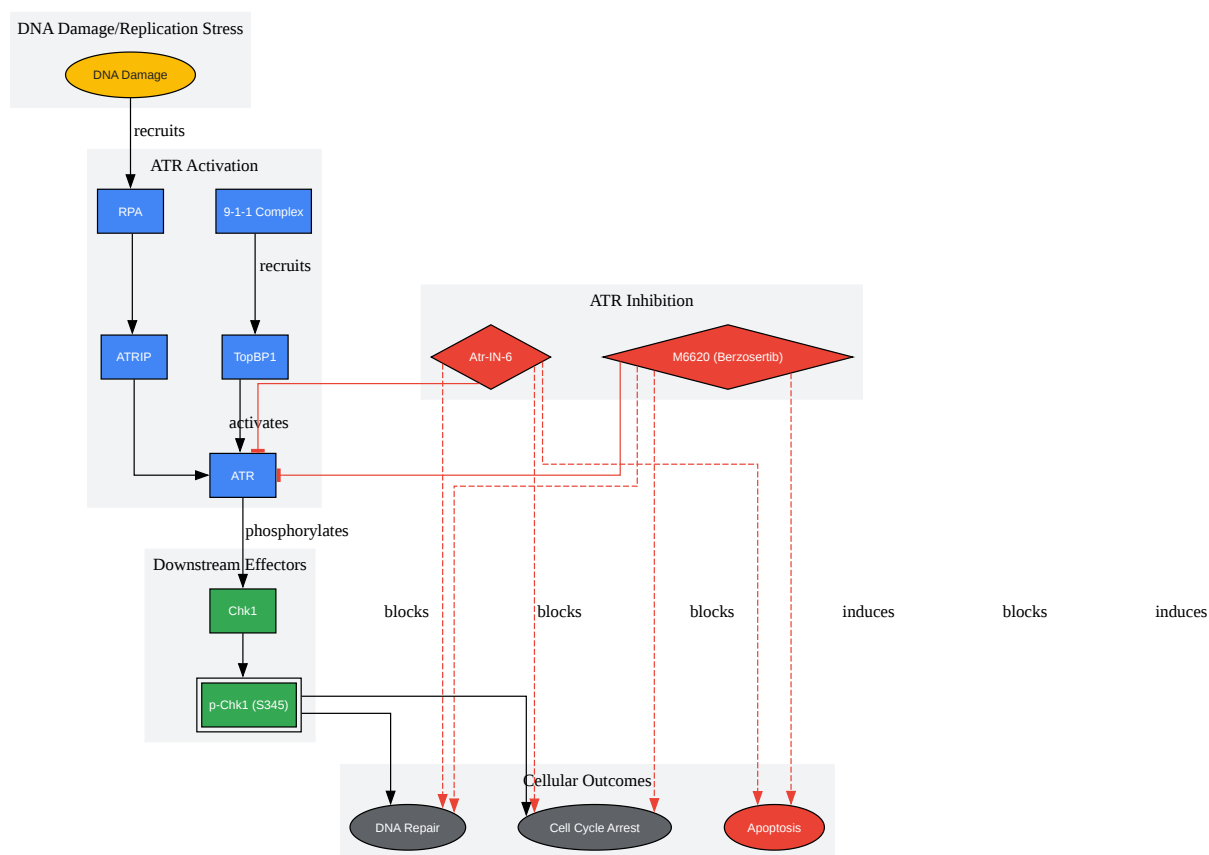 DNA Damage/Replication Stress
DNA Damage
recruits
ATR Activation
RPA
9-1-1 Complex
recruits
ATR Inhibition
ATRIP
TopBP1
Atr-IN-6
M6620 (Berzosertib)
activates
ATR
phosphorylates
Downstream Effectors
Chk1
blocks
blocks
blocks
induces
blocks
induces
p-Chk1 (S345)
Cellular Outcomes
DNA Repair
Cell Cycle Arrest
Apoptosis